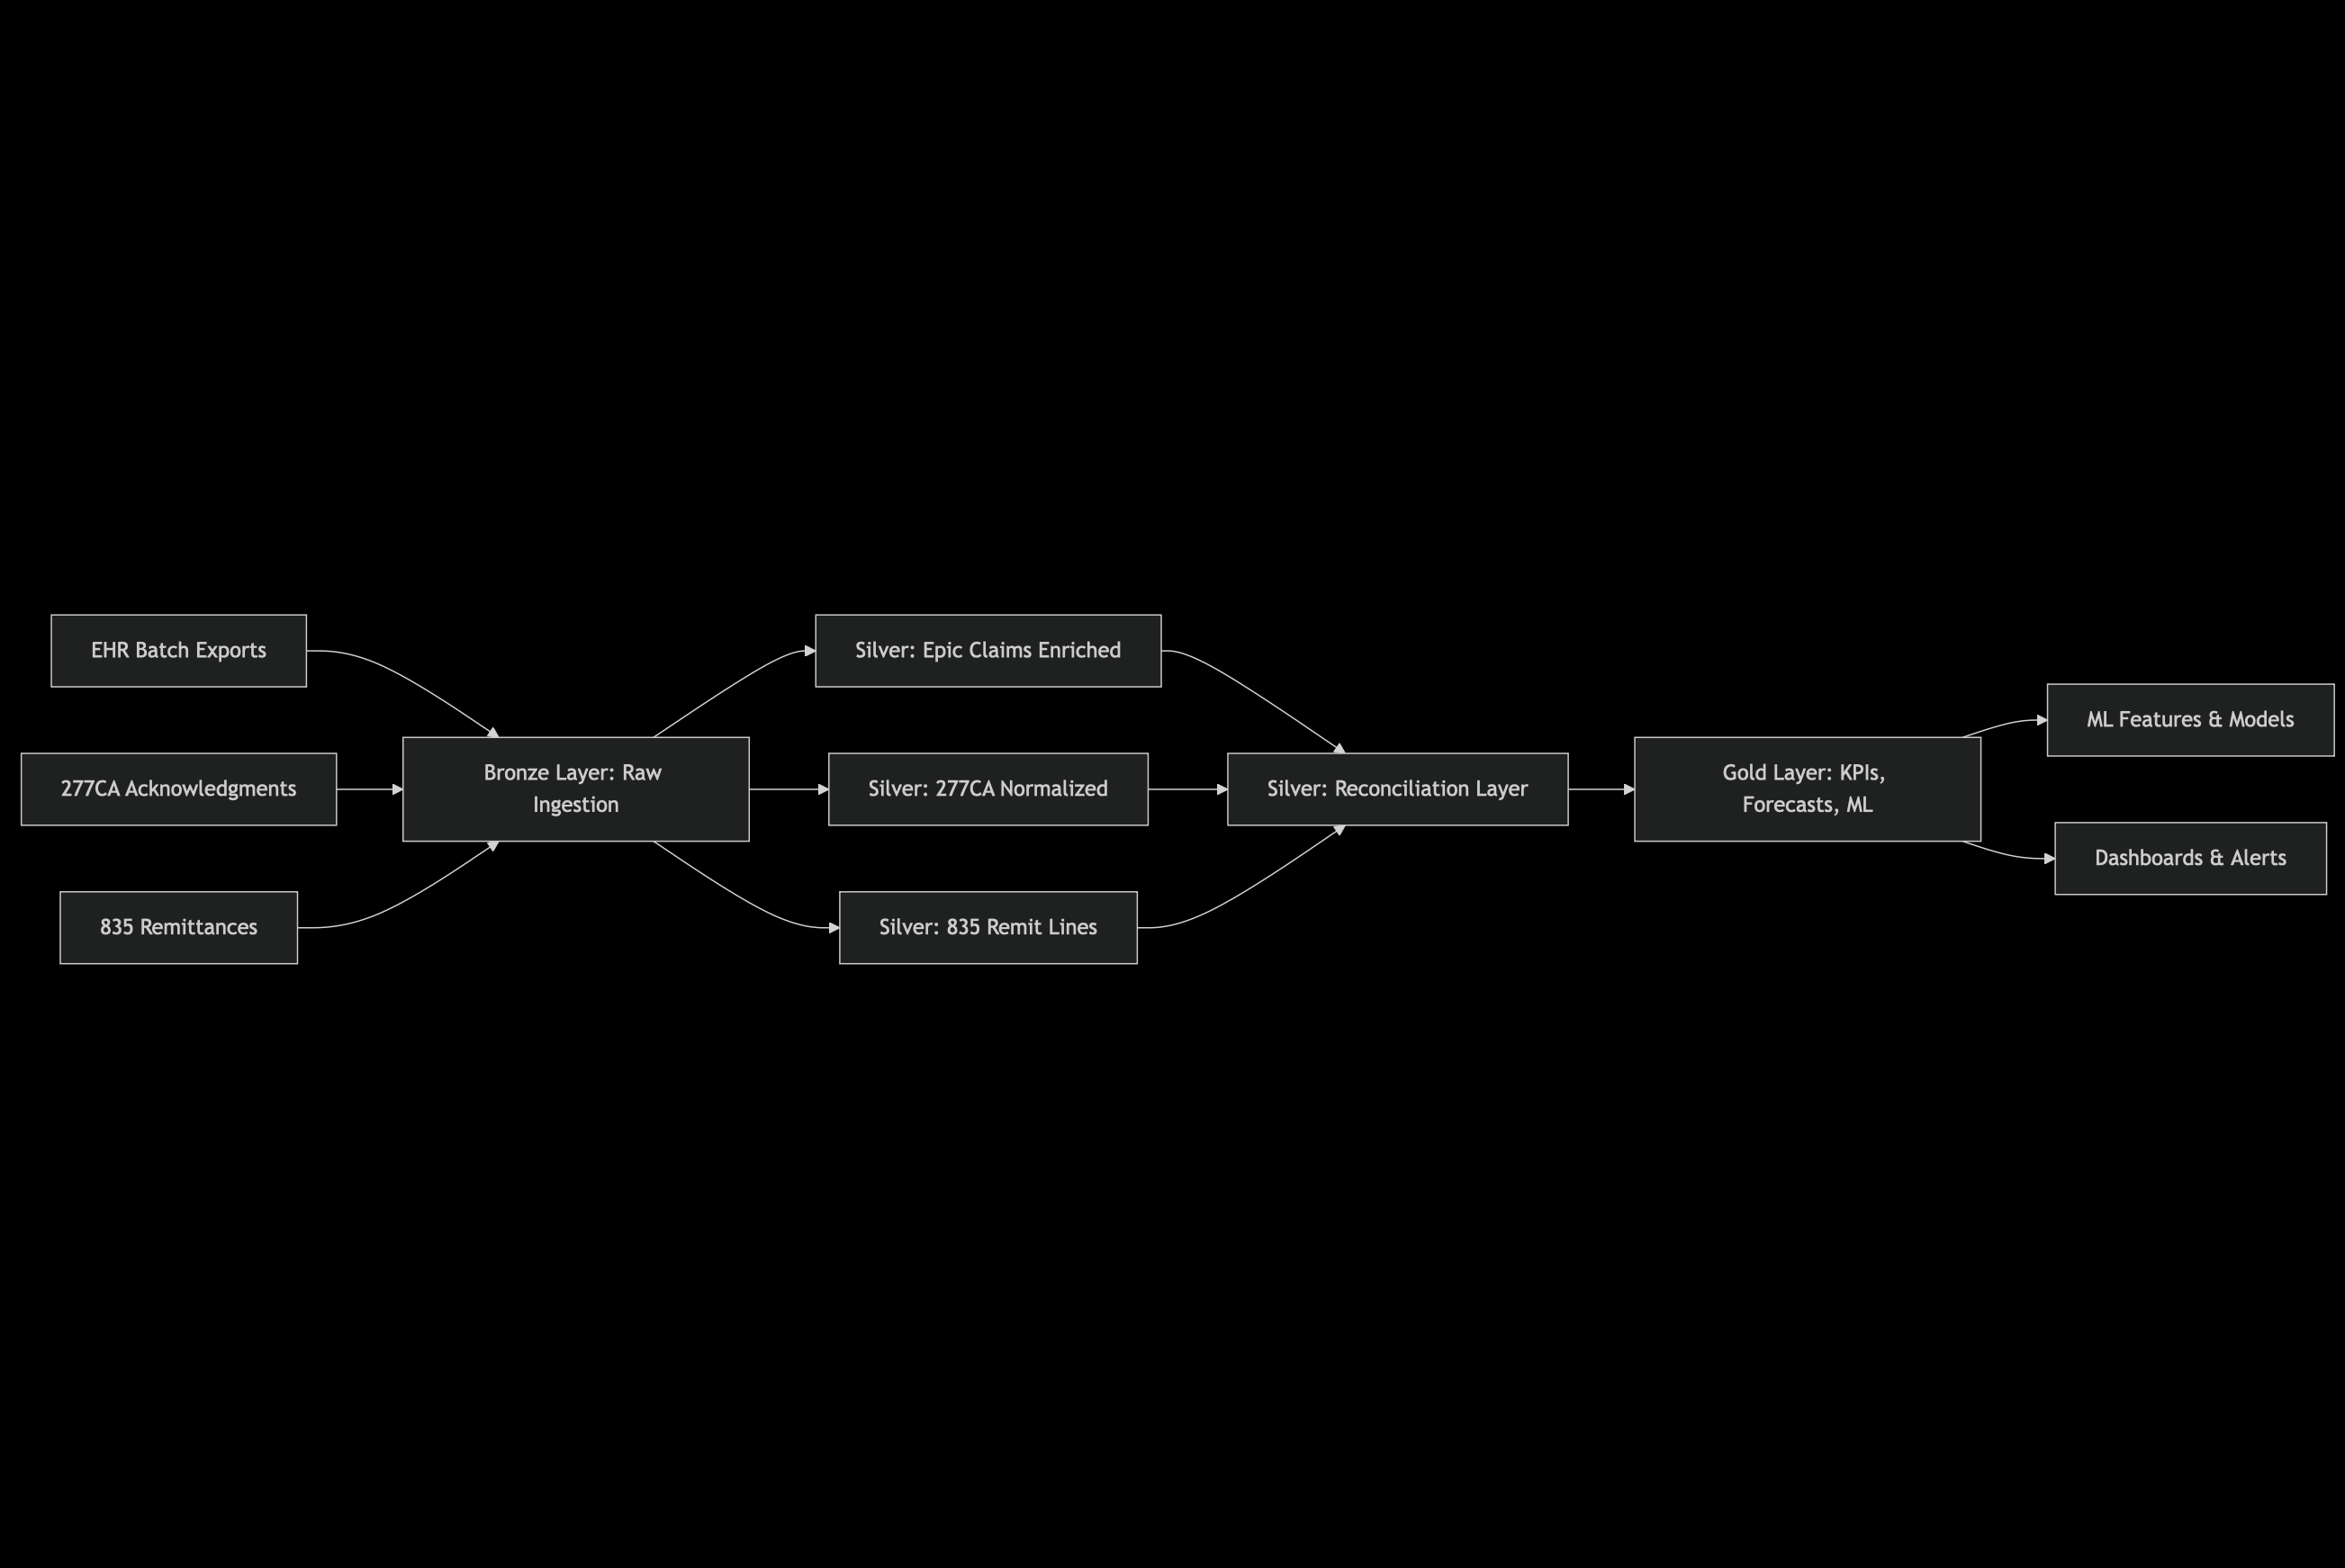 EHR Batch Exports
277CA Acknowledgments
835 Remittances
Bronze Layer: Raw
Ingestion
Silver: Epic Claims Enriched
Silver: 277CA Normalized
Silver: 835 Remit Lines
Silver: Reconciliation Layer
Gold Layer: KPIs,
Forecasts, ML
ML Features & Models
Dashboards & Alerts